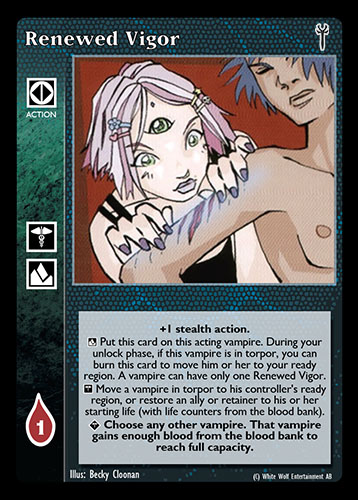 Renewed Vigor
ACTION
+1 stealth action.
Put this card on this acting vampire. During your
unlock phase, if this vampire is in torpor, you can
burn this card to move him or her to your ready
region. A vampire can have only one Renewed Vigor.
Move a vampire in torpor to his controller's ready
region, or restore an ally or retainer to his or her
starting life (with life counters from the blood bank).
Choose any other vampire. That vampire
gains enough blood from the blood bank to
reach full capacity.
1
Illus: Becky Cloonan
(C) White Wolf Entertainment AB